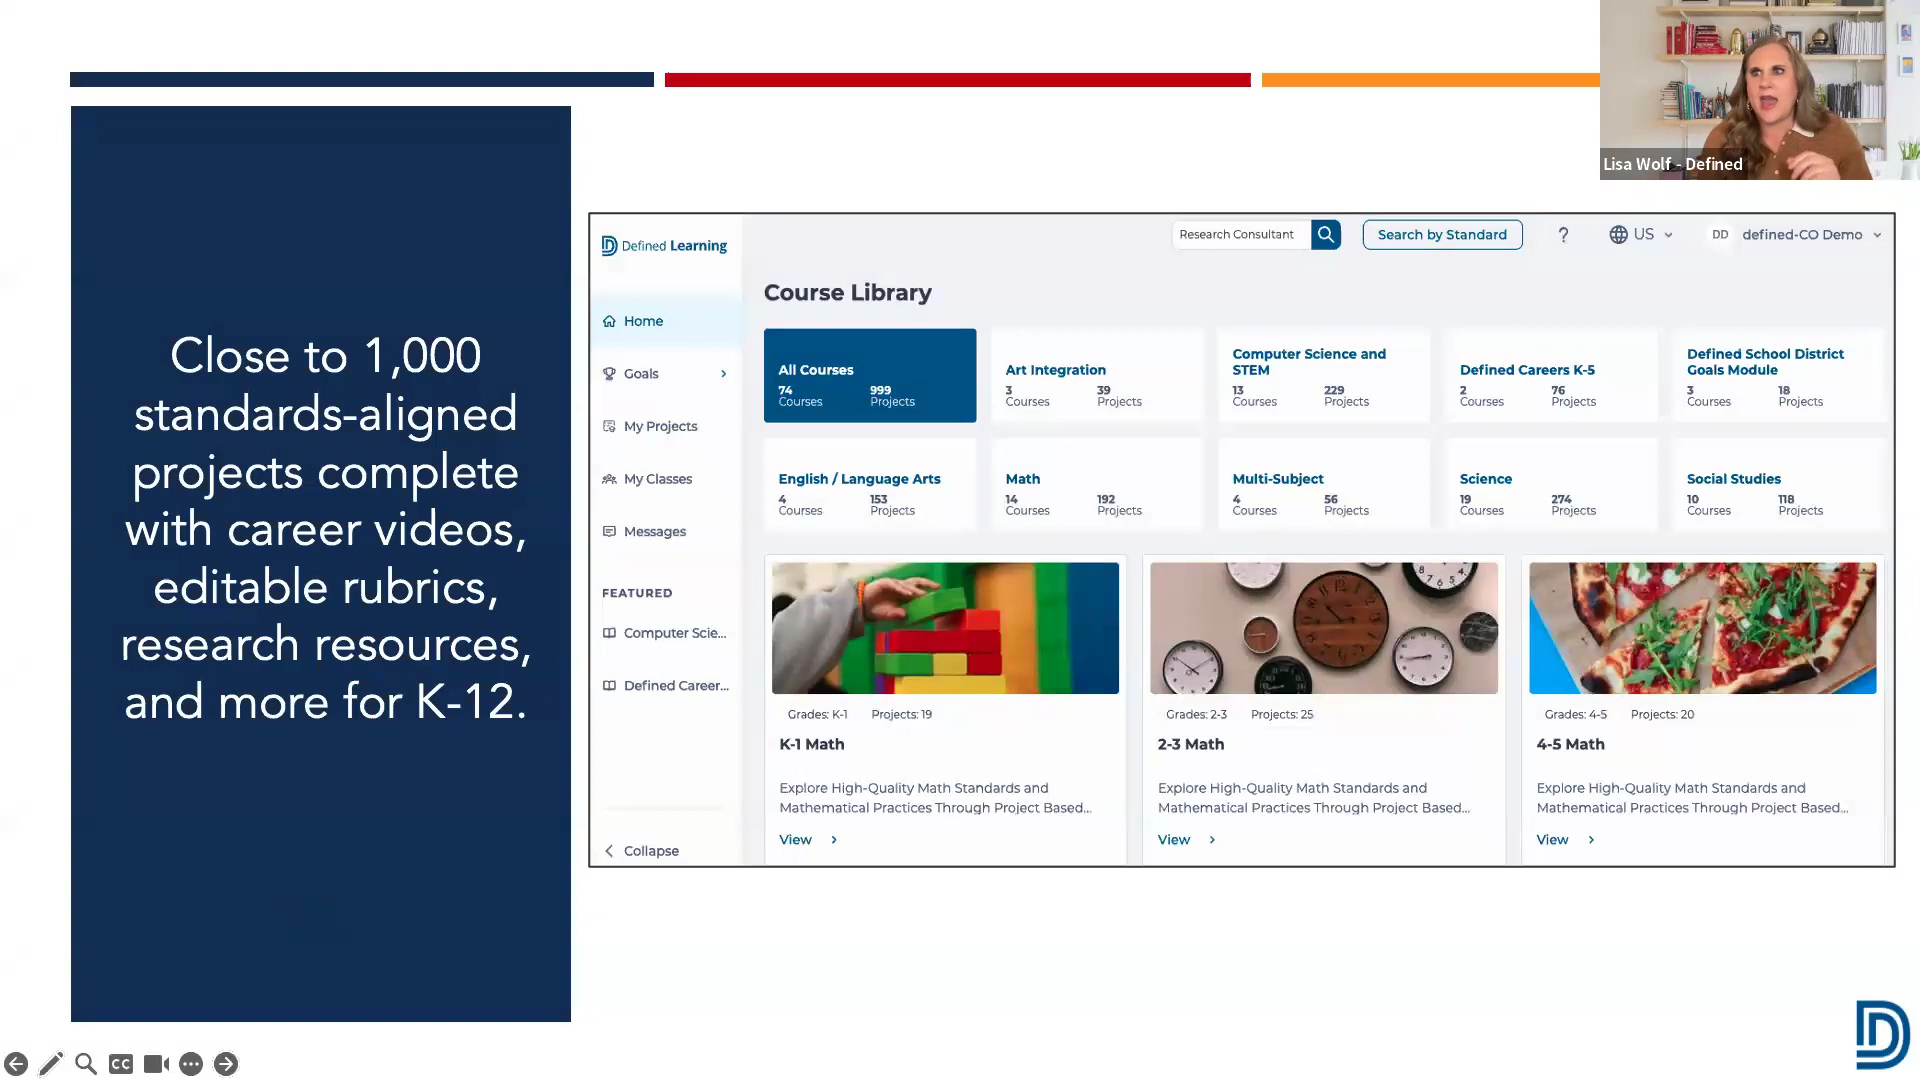 Lisa Wolf - Defined
Close to 1,000
standards-aligned
projects complete
with career videos,
editable rubrics,
research resources,
and more for K-12.
Defined Learning
Research Consultant
Search by Standard
?
US
DD
defined-CO Demo
Home
Goals
My Projects
My Classes
Messages
FEATURED
Computer Scie...
Defined Career...
Collapse
Course Library
All Courses
74 999
Courses Projects
Art Integration
3 39
Courses Projects
Computer Science and
STEM
13 229
Courses Projects
Defined Careers K-5
2 76
Courses Projects
Defined School District
Goals Module
3 18
Courses Projects
English / Language Arts
4 153
Courses Projects
Math
14 192
Courses Projects
Multi-Subject
4 56
Courses Projects
Science
19 274
Courses Projects
Social Studies
10 118
Courses Projects
Grades: K-1 Projects: 19
K-1 Math
Explore High-Quality Math Standards and
Mathematical Practices Through Project Based...
View
Grades: 2-3 Projects: 25
2-3 Math
Explore High-Quality Math Standards and
Mathematical Practices Through Project Based...
View
Grades: 4-5 Projects: 20
4-5 Math
Explore High-Quality Math Standards and
Mathematical Practices Through Project Based...
View
CC